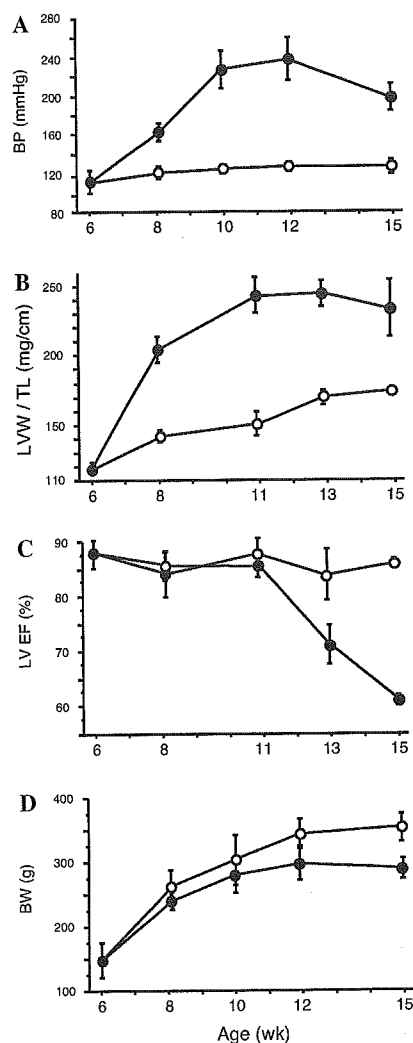 A
BP (mmHg)
280
240
200
160
120
80
6 8 10 12 15
B
LVW / TL (mg/cm)
250
200
150
110
6 8 11 13 15
C
LV EF (%)
90
80
70
60
6 8 11 13 15
D
BW (g)
400
300
200
100
6 8 10 12 15
Age (wk)